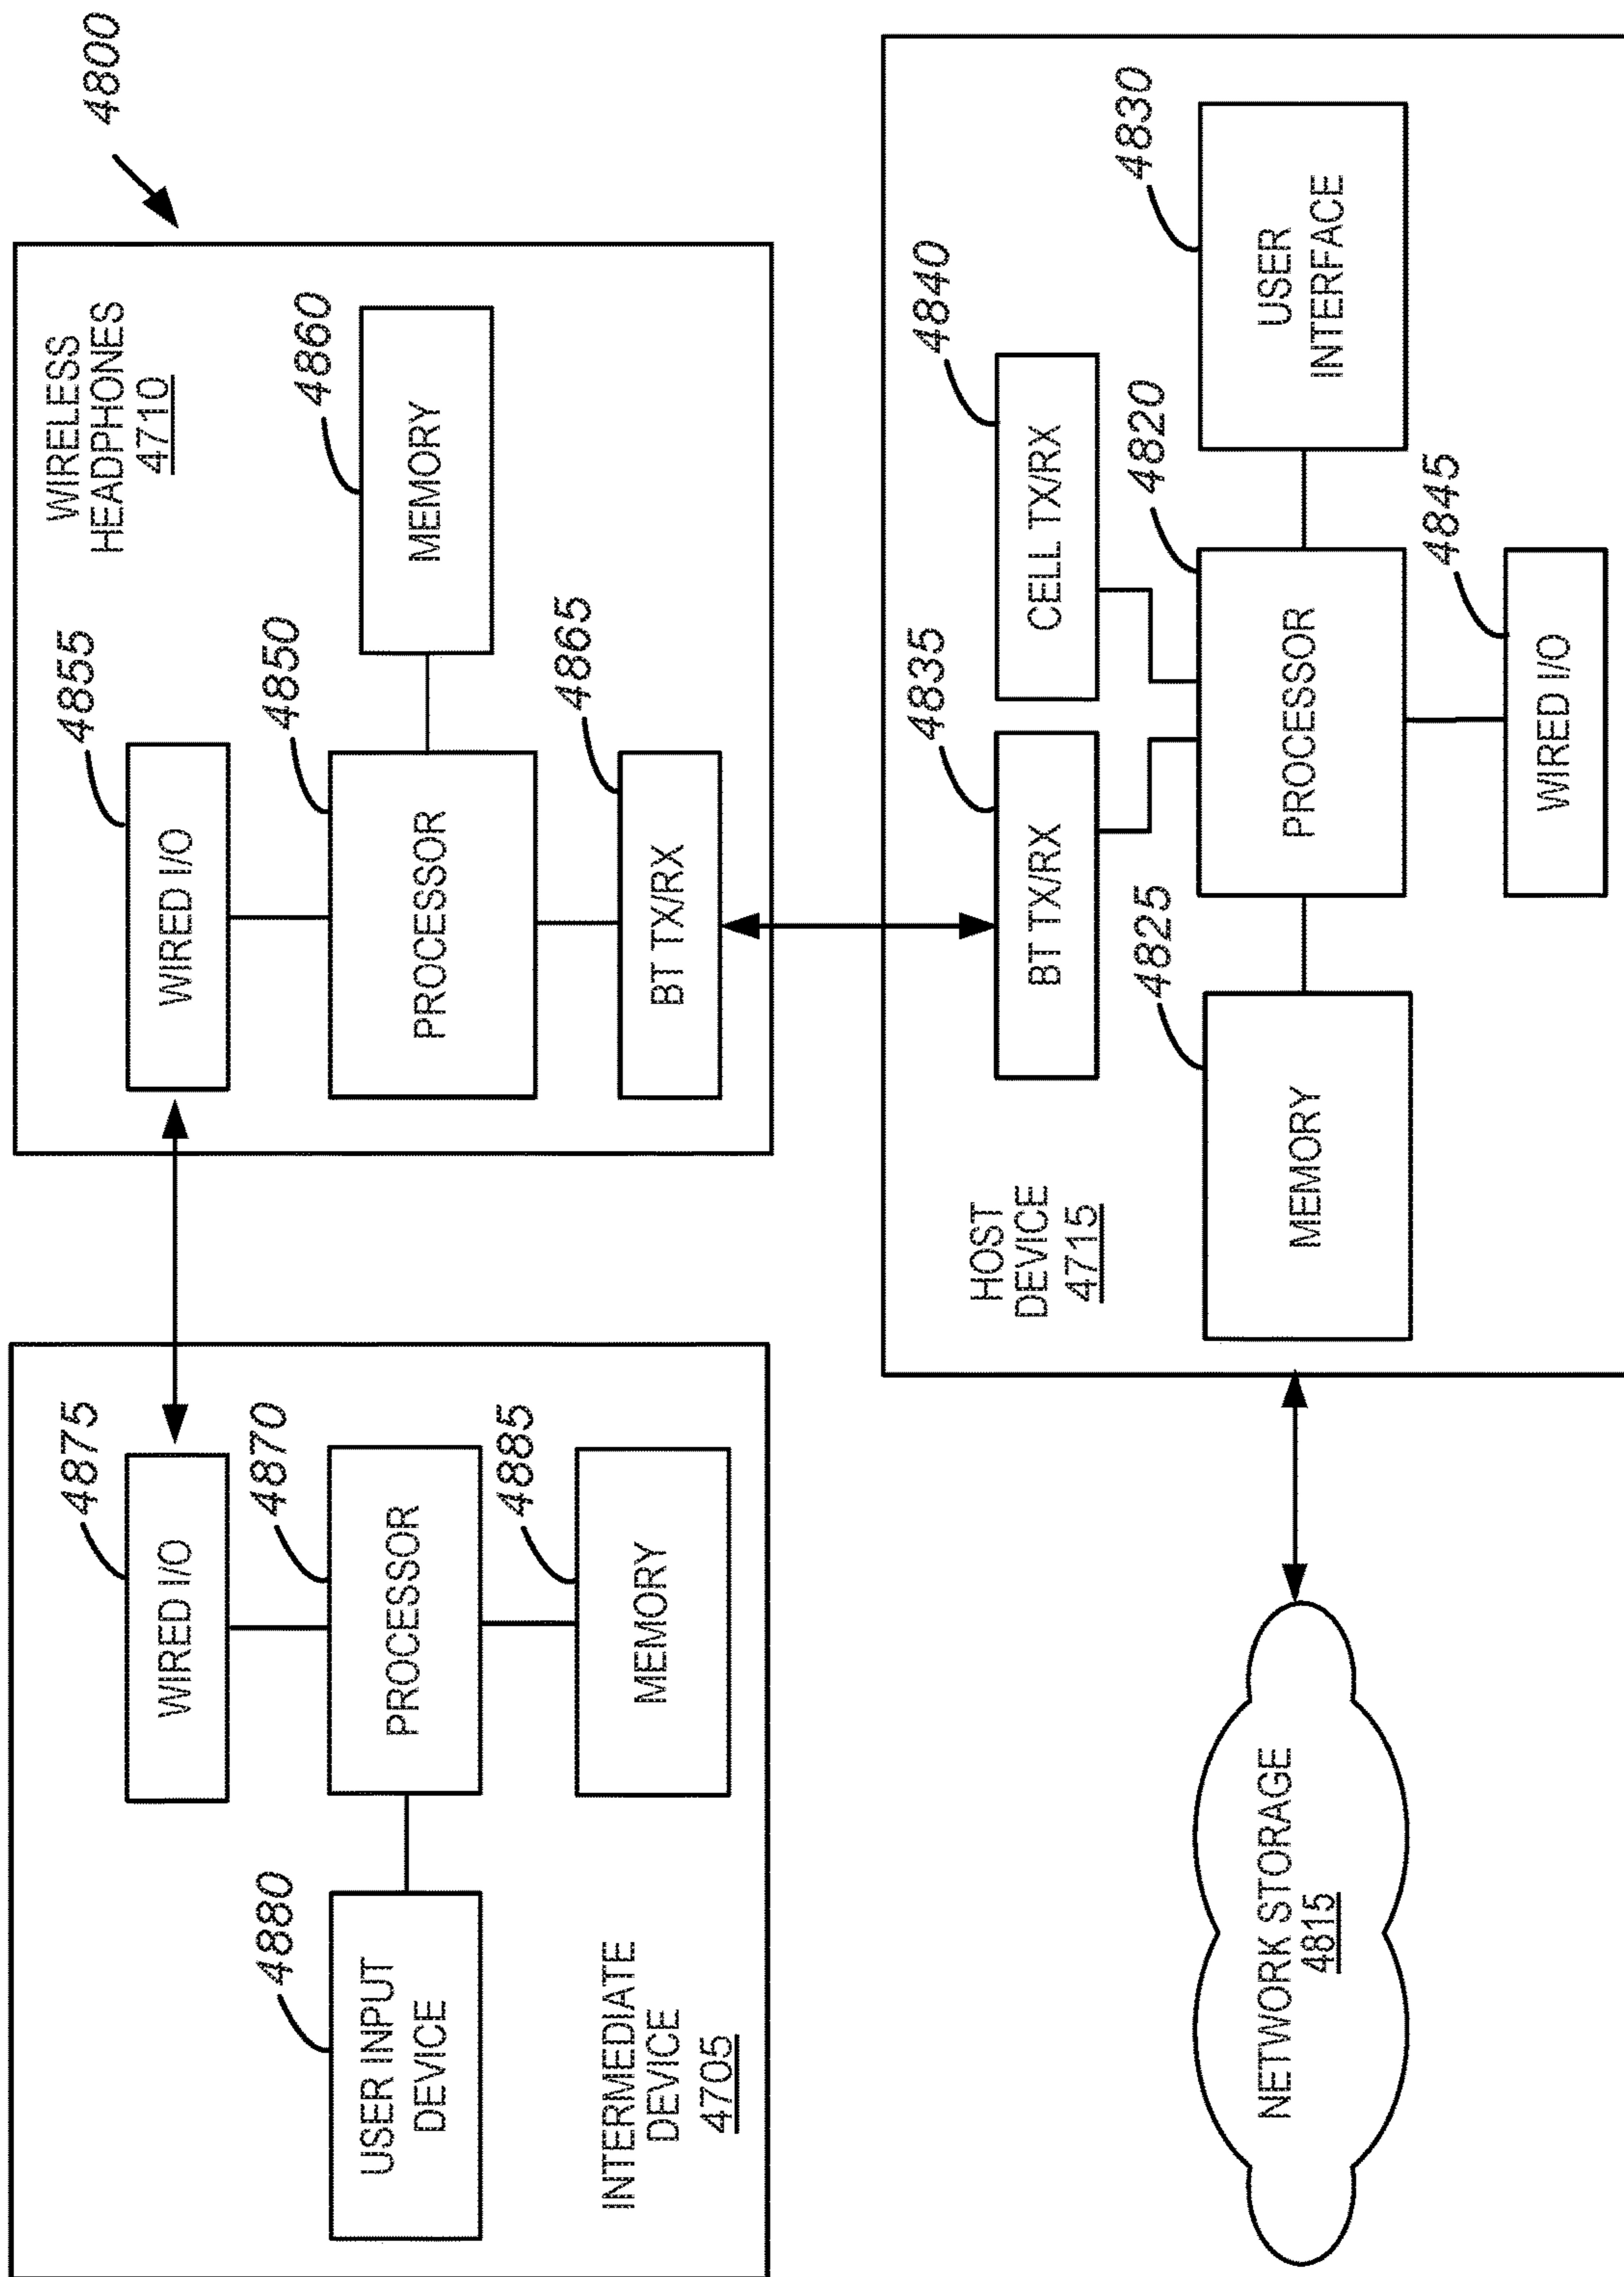 4800
INTERMEDIATE
DEVICE
4705
4875
WIRED I/O
4870
PROCESSOR
4880
USER INPUT
DEVICE
4885
MEMORY
WIRELESS
HEADPHONES
4710
4855
WIRED I/O
4850
PROCESSOR
4860
MEMORY
4865
BT TX/RX
NETWORK STORAGE
4815
HOST
DEVICE
4715
4835
BT TX/RX
4840
CELL TX/RX
4825
MEMORY
4820
PROCESSOR
4830
USER
INTERFACE
4845
WIRED I/O